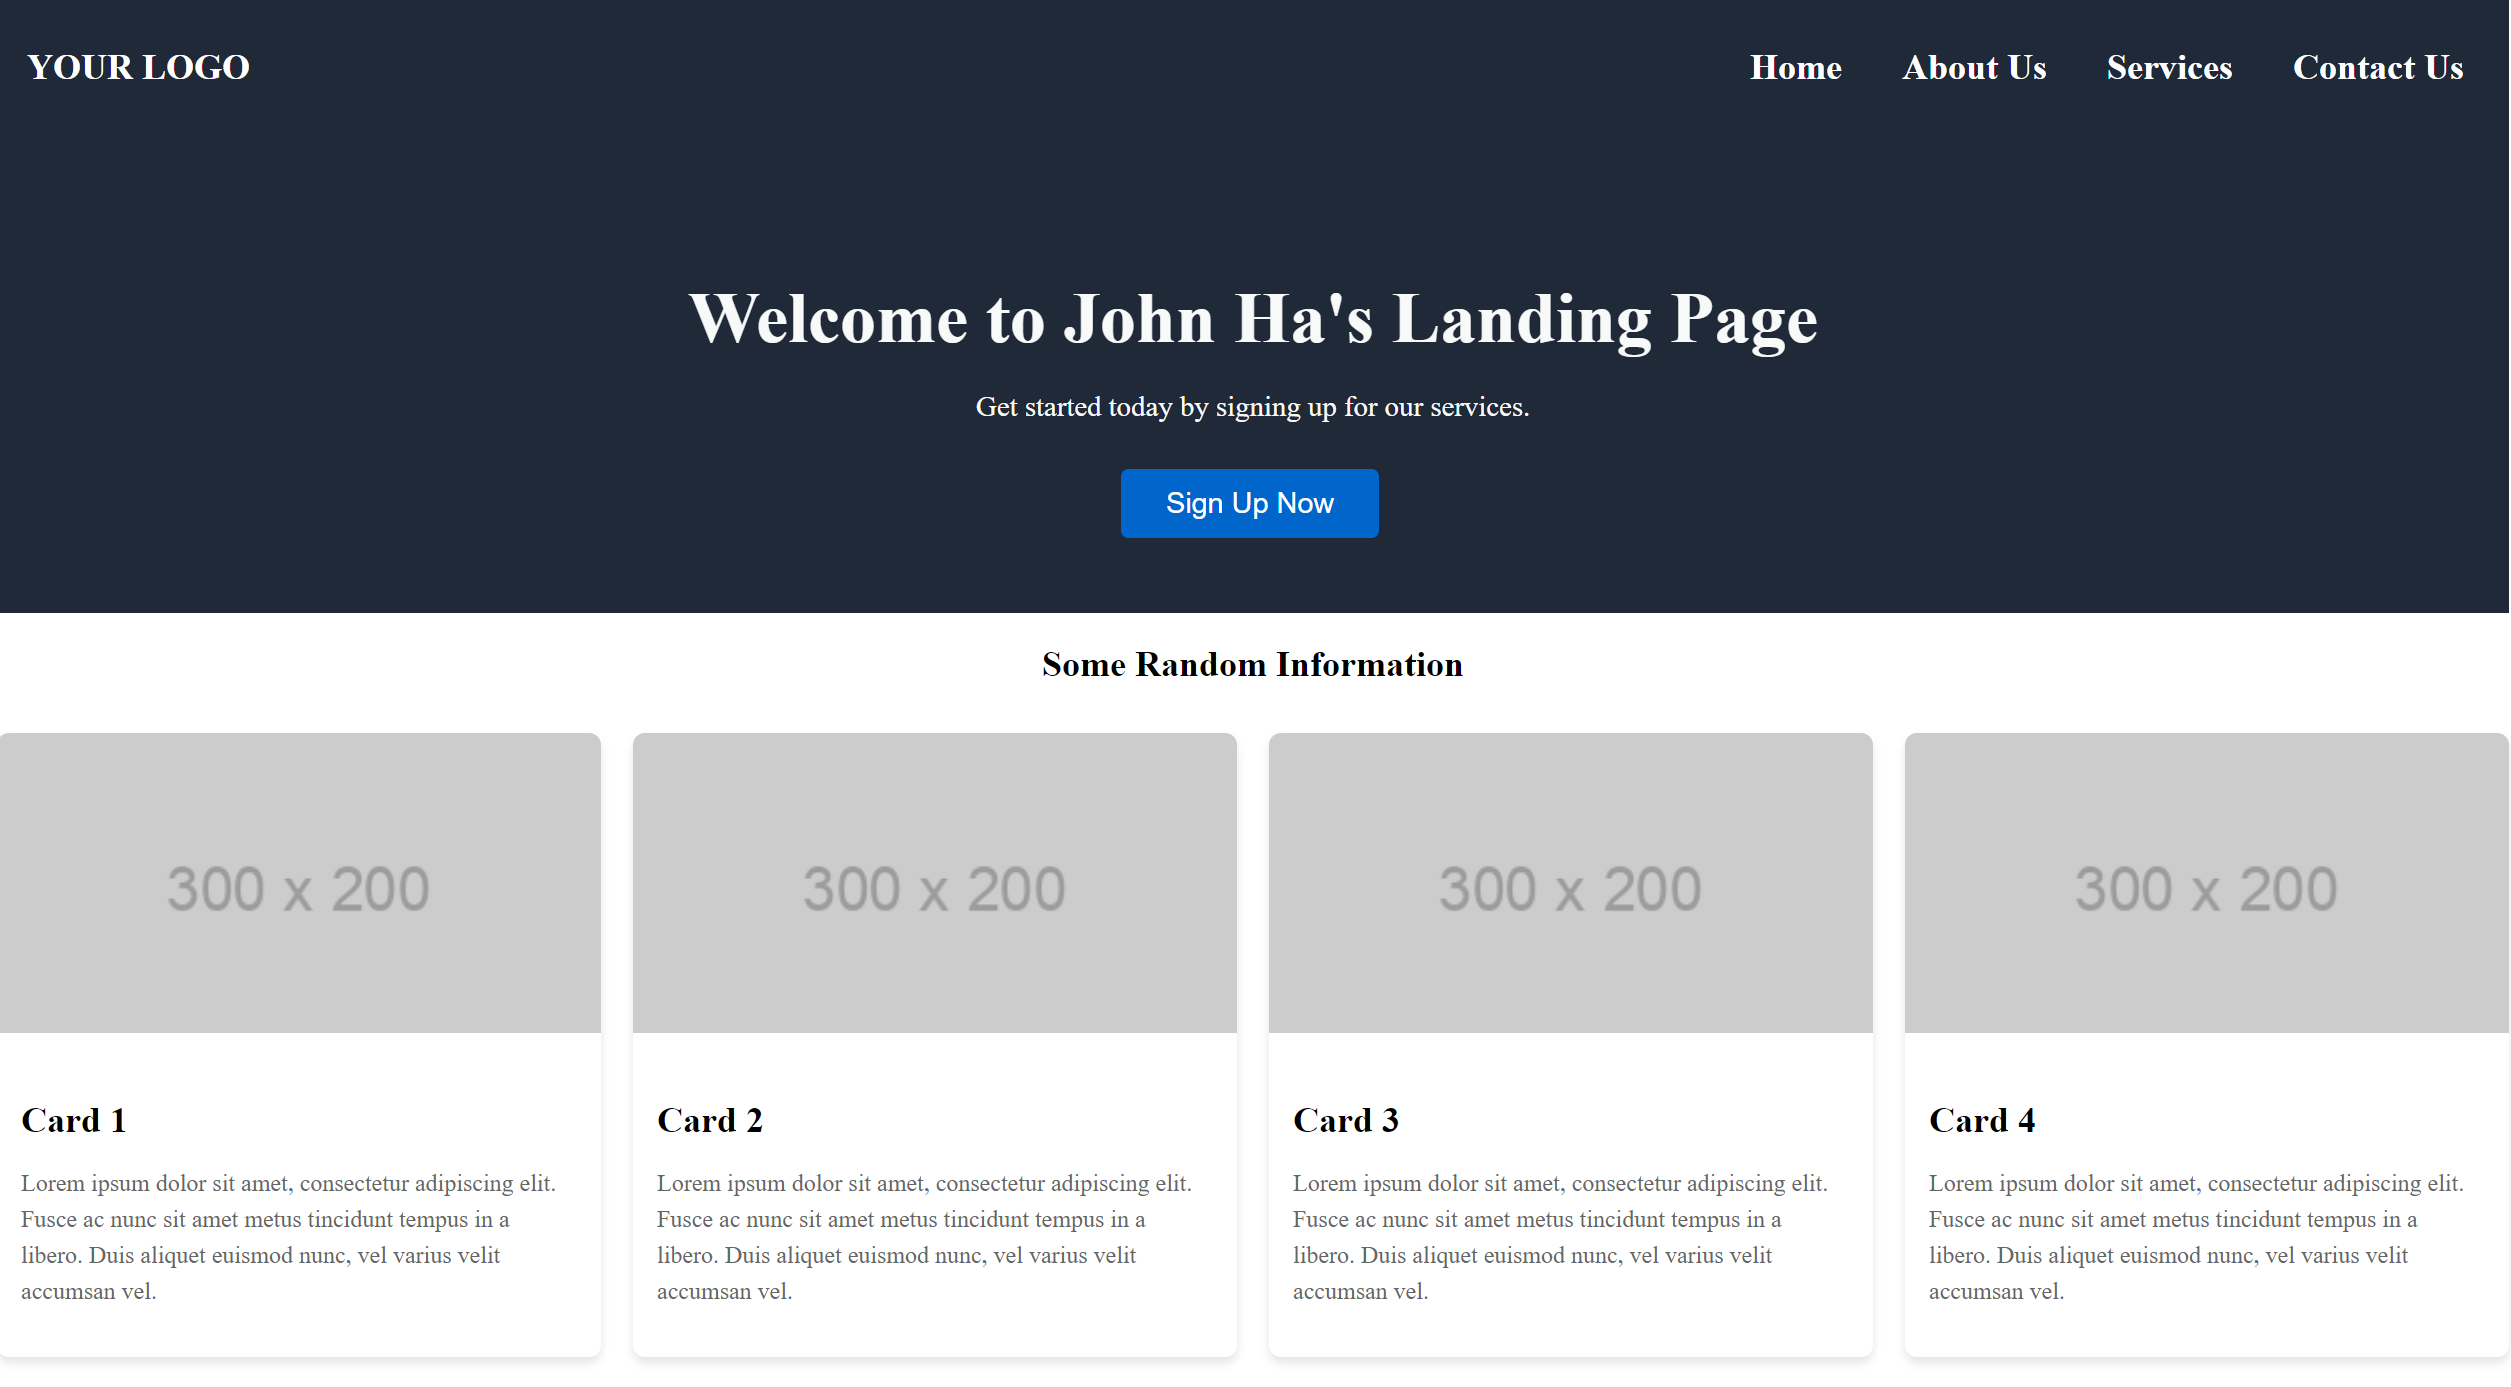 YOUR LOGO
Home
About Us
Services
Contact Us
Welcome to John Ha's Landing Page
Get started today by signing up for our services.
Sign Up Now
Some Random Information
300 x 200
300 x 200
300 x 200
300 x 200
Card 1
Lorem ipsum dolor sit amet, consectetur adipiscing elit.
Fusce ac nunc sit amet metus tincidunt tempus in a
libero. Duis aliquet euismod nunc, vel varius velit
accumsan vel.
Card 2
Lorem ipsum dolor sit amet, consectetur adipiscing elit.
Fusce ac nunc sit amet metus tincidunt tempus in a
libero. Duis aliquet euismod nunc, vel varius velit
accumsan vel.
Card 3
Lorem ipsum dolor sit amet, consectetur adipiscing elit.
Fusce ac nunc sit amet metus tincidunt tempus in a
libero. Duis aliquet euismod nunc, vel varius velit
accumsan vel.
Card 4
Lorem ipsum dolor sit amet, consectetur adipiscing elit.
Fusce ac nunc sit amet metus tincidunt tempus in a
libero. Duis aliquet euismod nunc, vel varius velit
accumsan vel.